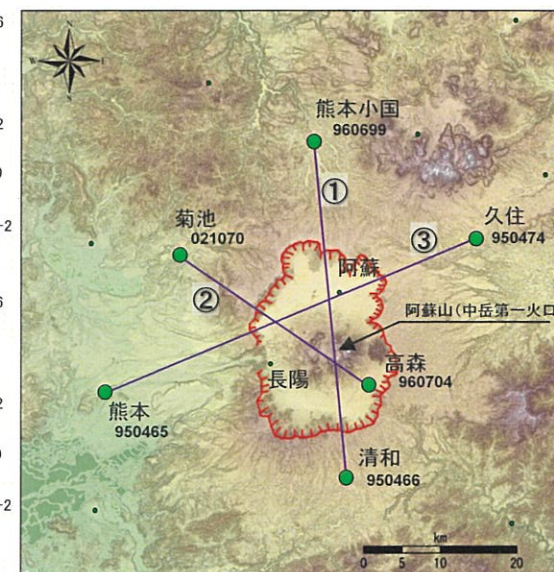 熊本小国
960699
①
菊池
021070
③
久住
950474
阿蘇
②
阿蘇山(中岳第一火口
高森
960704
長陽
熊本
950465
清和
950466
km
0 5 10 20